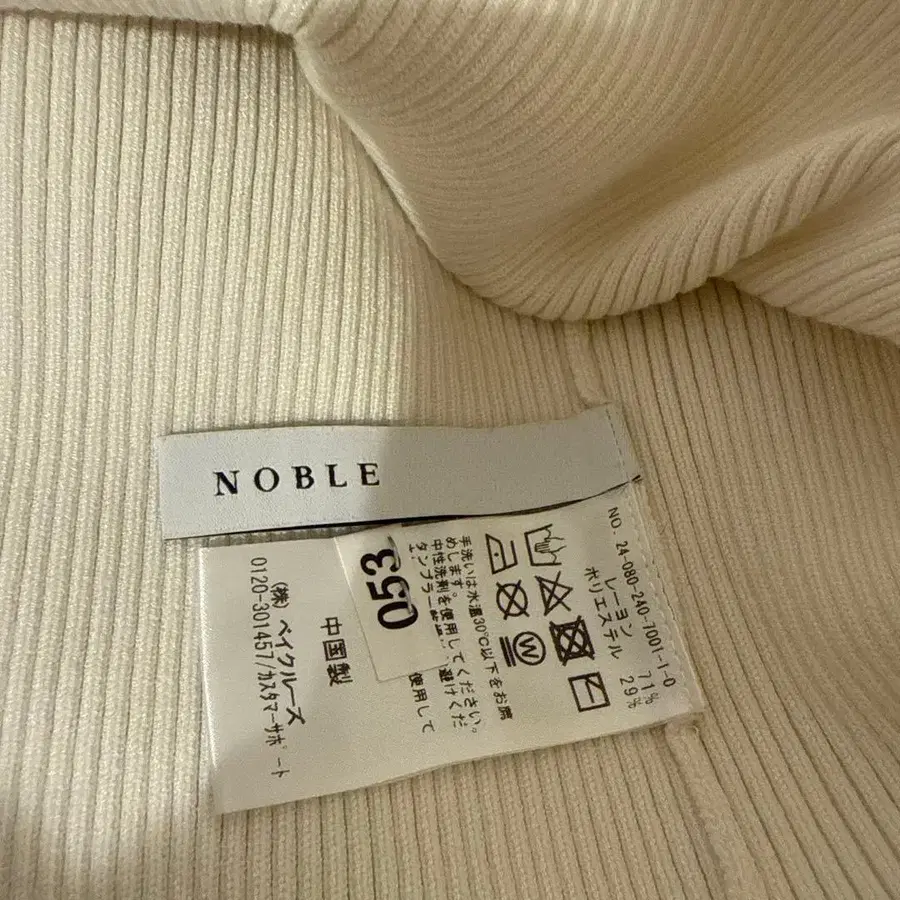 NOBLE
NO. 24-080-240-7001-1-0
レーヨン 71%
ポリエステル 29%
W
手洗いは水温30℃以下をお薦
めします。
中性洗剤を使用してください。
タンブラー 避けくだ
使用して
053
中国製
(株) ベイクルーズ
0120-301457/カスタマーサポート